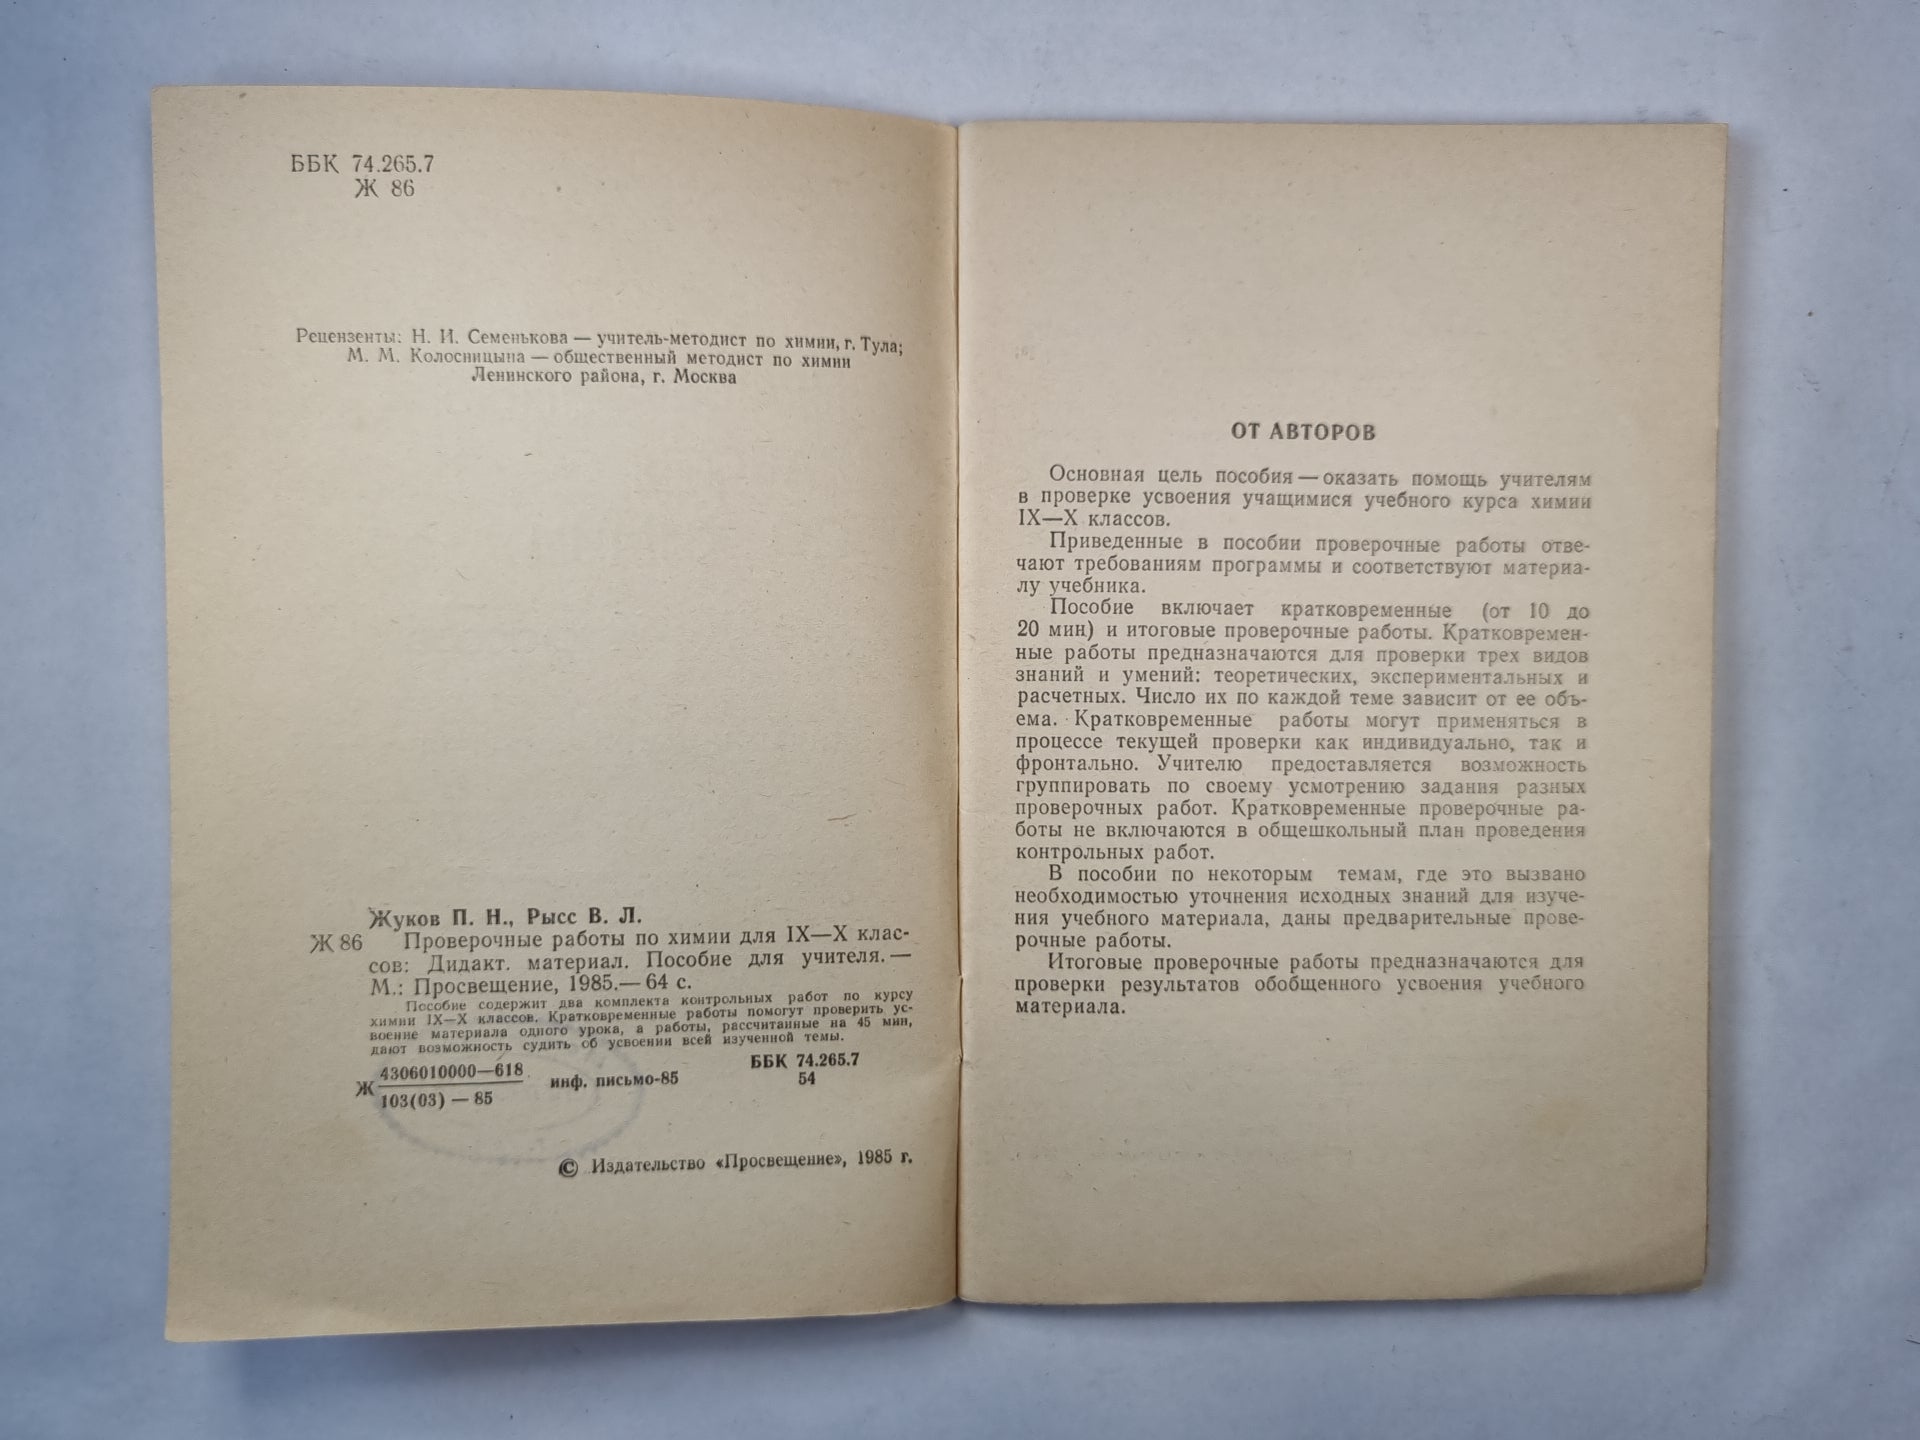 ББК 74.265.7
Ж 86
Рецензенты: Н. И. Семенькова — учитель-методист по химии, г. Тула;
М. М. Колосницына — общественный методист по химии
Ленинского района, г. Москва
Жуков П. Н., Рысс В. Л.
Ж 86 Проверочные работы по химии для IX—X клас-
сов: Дидакт. материал. Пособие для учителя. —
М.: Просвещение, 1985.— 64 с.
Пособие содержит два комплекта контрольных работ по курсу
химии IX—X классов. Кратковременные работы помогут проверить ус-
воение материала одного урока, а работы, рассчитанные на 45 мин,
дают возможность судить об усвоении всей изученной темы.
Ж 4306010000—618 инф. письмо-85 ББК 74.265.7
103(03) — 85 54
© Издательство «Просвещение», 1985 г.
ОТ АВТОРОВ
Основная цель пособия — оказать помощь учителям
в проверке усвоения учащимися учебного курса химии
IX—X классов.
Приведенные в пособии проверочные работы отве-
чают требованиям программы и соответствуют материа-
лу учебника.
Пособие включает кратковременные (от 10 до
20 мин) и итоговые проверочные работы. Кратковремен-
ные работы предназначаются для проверки трех видов
знаний и умений: теоретических, экспериментальных и
расчетных. Число их по каждой теме зависит от ее объ-
ема. Кратковременные работы могут применяться в
процессе текущей проверки как индивидуально, так и
фронтально. Учителю предоставляется возможность
группировать по своему усмотрению задания разных
проверочных работ. Кратковременные проверочные ра-
боты не включаются в общешкольный план проведения
контрольных работ.
В пособии по некоторым темам, где это вызвано
необходимостью уточнения исходных знаний для изуче-
ния учебного материала, даны предварительные прове-
рочные работы.
Итоговые проверочные работы предназначаются для
проверки результатов обобщенного усвоения учебного
материала.